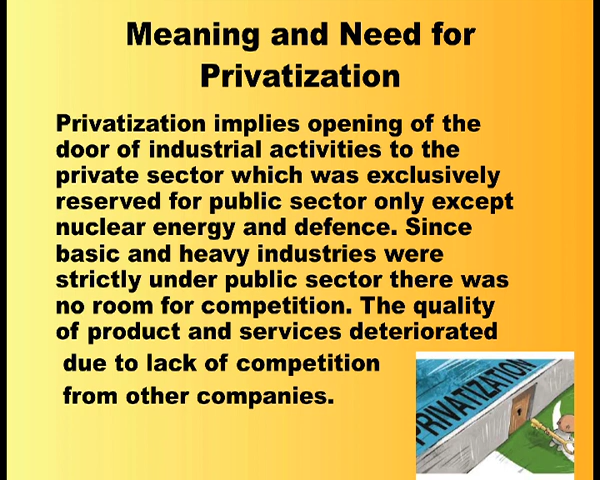 Meaning and Need for
Privatization
Privatization implies opening of the
door of industrial activities to the
private sector which was exclusively
reserved for public sector only except
nuclear energy and defence. Since
basic and heavy industries were
strictly under public sector there was
no room for competition. The quality
of product and services deteriorated
due to lack of competition
from other companies.
PRIVATIZATION